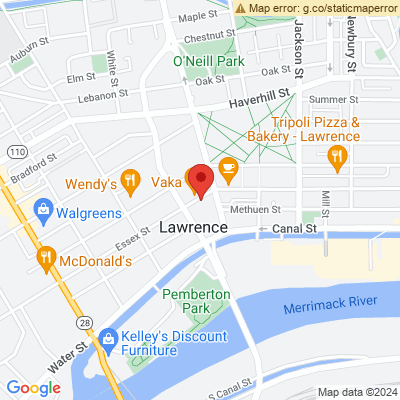 Map error: g.co/staticmaperror
Maple St
Chestnut St
Auburn St
O'Neill Park
White St
Elm St
Oak St
Oak St
Jackson St
Newbury St
Lebanon St
Haverhill St
Summer St
Tripoli Pizza &
Bakery - Lawrence
110
Bradford St
Wendy's
Vaka
Walgreens
Methuen St
Mill St
Essex St
Lawrence
Canal St
McDonald's
Pemberton
Park
Merrimack River
28
Kelley's Discount
Furniture
Water St
Google
S Canal St
Map data ©2024